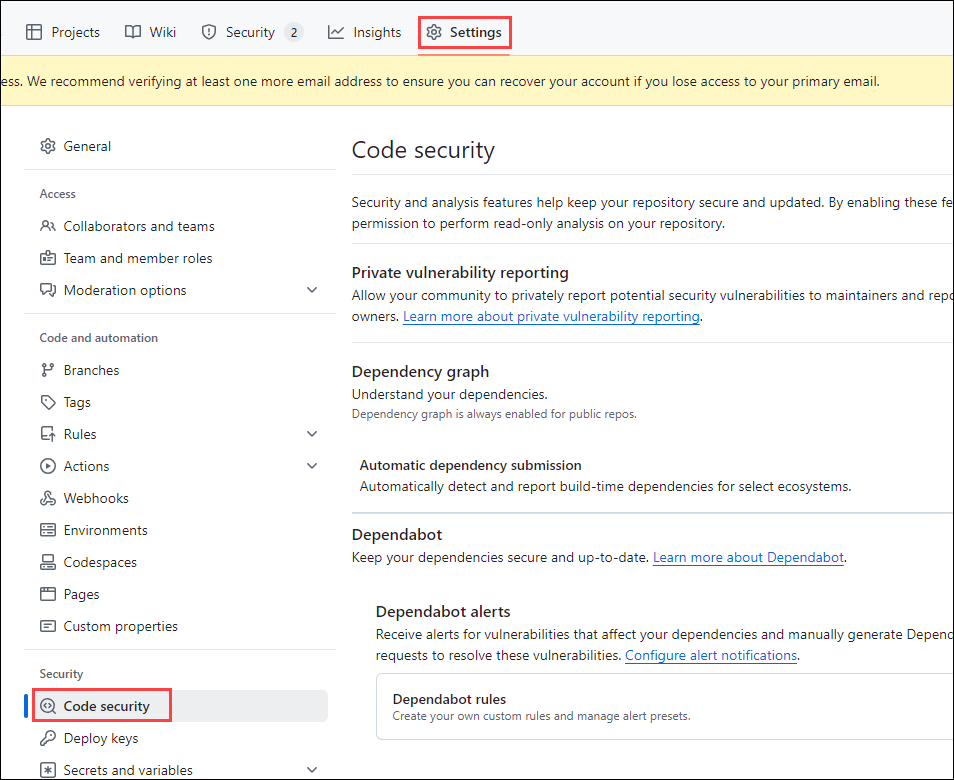 Projects Wiki Security 2 Insights Settings
ess. We recommend verifying at least one more email address to ensure you can recover your account if you lose access to your primary email.
General
Access
Collaborators and teams
Team and member roles
Moderation options
Code and automation
Branches
Tags
Rules
Actions
Webhooks
Environments
Codespaces
Pages
Custom properties
Security
Code security
Deploy keys
Secrets and variables
Code security
Security and analysis features help keep your repository secure and updated. By enabling these fe
permission to perform read-only analysis on your repository.
Private vulnerability reporting
Allow your community to privately report potential security vulnerabilities to maintainers and repo
owners. Learn more about private vulnerability reporting.
Dependency graph
Understand your dependencies.
Dependency graph is always enabled for public repos.
Automatic dependency submission
Automatically detect and report build-time dependencies for select ecosystems.
Dependabot
Keep your dependencies secure and up-to-date. Learn more about Dependabot.
Dependabot alerts
Receive alerts for vulnerabilities that affect your dependencies and manually generate Depend
requests to resolve these vulnerabilities. Configure alert notifications.
Dependabot rules
Create your own custom rules and manage alert presets.